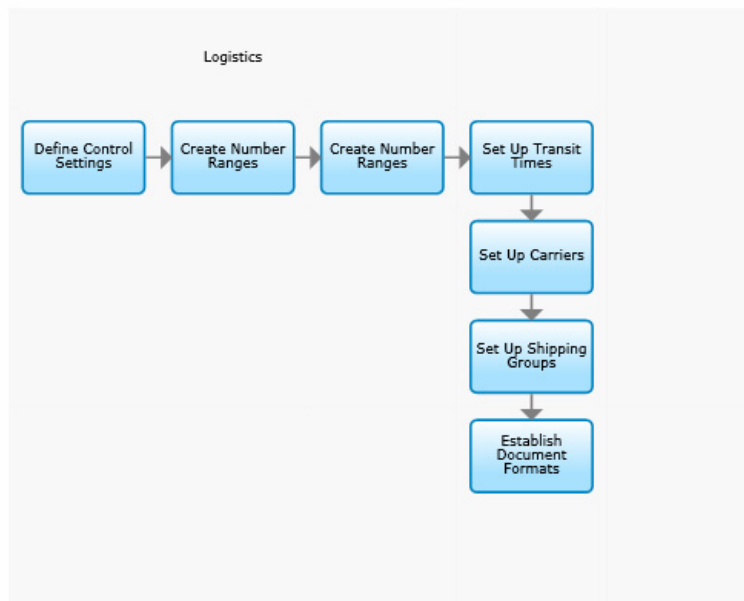 Logistics
Define Control
Settings
Create Number
Ranges
Create Number
Ranges
Set Up Transit
Times
Set Up Carriers
Set Up Shipping
Groups
Establish
Document
Formats